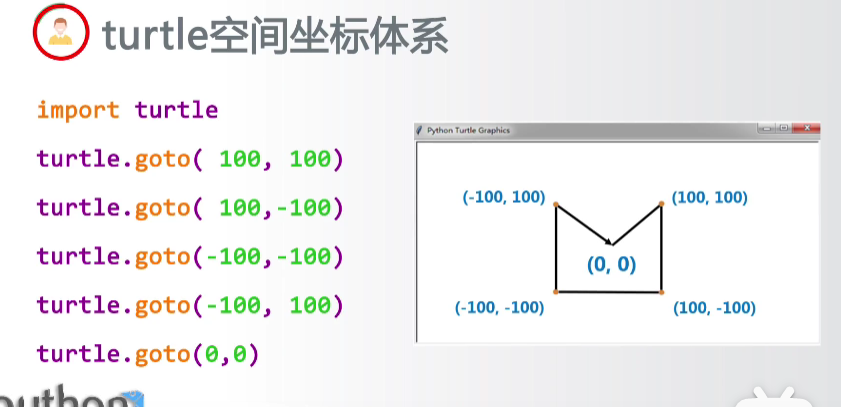 turtle空间坐标体系
import turtle
turtle.goto( 100, 100)
turtle.goto( 100,-100)
turtle.goto(-100,-100)
turtle.goto(-100, 100)
turtle.goto(0,0)
Python Turtle Graphics
(-100, 100)
(100, 100)
(0, 0)
(-100, -100)
(100, -100)